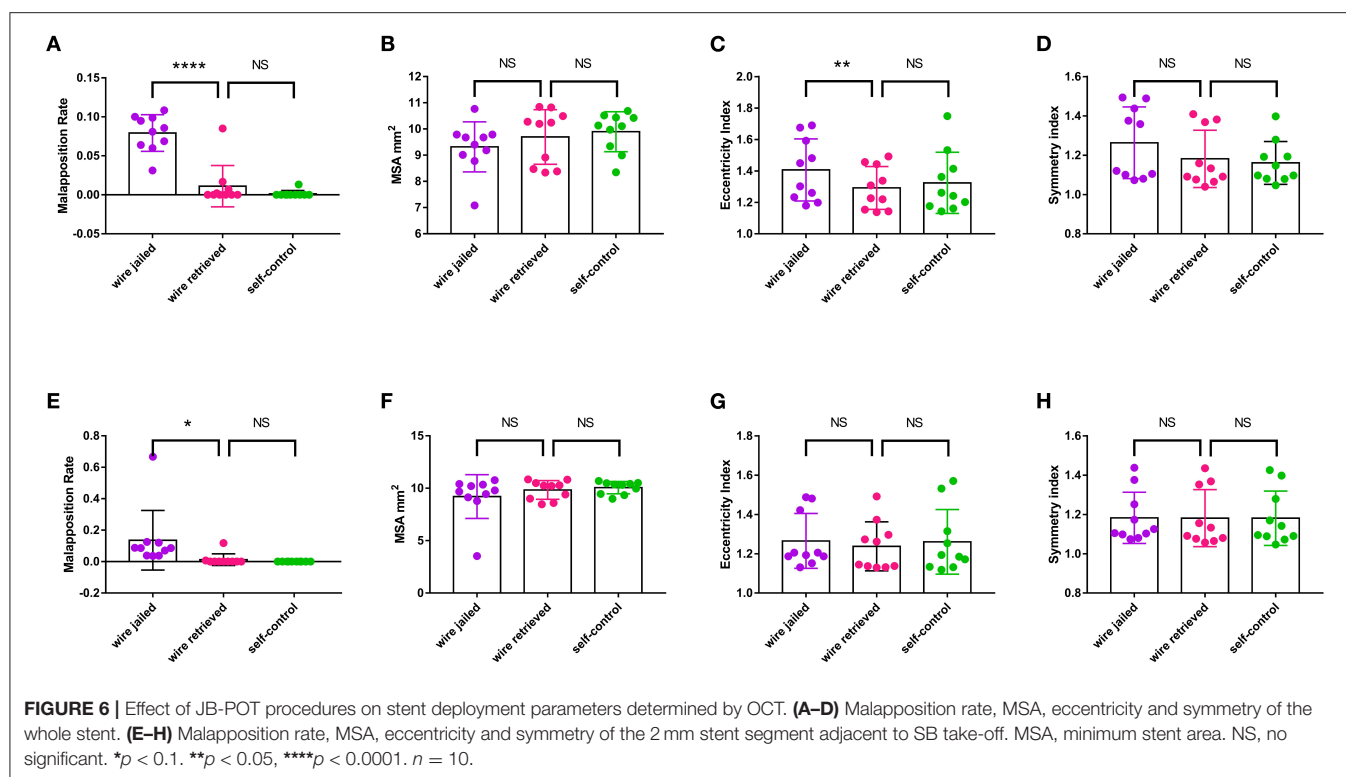 A
B
C
D
**** NS
NS NS
** NS
NS NS
Malapposition Rate
0.15
0.10
0.05
0.00
-0.05
wire jailed
wire retrieved
self-control
MSA mm²
12
11
10
9
8
7
6
wire jailed
wire retrieved
self-control
Eccentricity Index
2.0
1.8
1.6
1.4
1.2
1.0
wire jailed
wire retrieved
self-control
Symmetry index
1.6
1.4
1.2
1.0
0.8
wire jailed
wire retrieved
self-control
E
F
G
H
* NS
NS NS
NS NS
NS NS
Malapposition Rate
0.8
0.6
0.4
0.2
0.0
-0.2
wire jailed
wire retrieved
self-control
MSA mm²
15
10
5
0
wire jailed
wire retrieved
self-control
Eccentricity Index
1.8
1.6
1.4
1.2
1.0
wire jailed
wire retrieved
self-control
Symmetry index
1.6
1.4
1.2
1.0
0.8
wire jailed
wire retrieved
self-control
FIGURE 6 | Effect of JB-POT procedures on stent deployment parameters determined by OCT. (A–D) Malapposition rate, MSA, eccentricity and symmetry of the
whole stent. (E–H) Malapposition rate, MSA, eccentricity and symmetry of the 2 mm stent segment adjacent to SB take-off. MSA, minimum stent area. NS, no
significant. *p < 0.1. **p < 0.05, ****p < 0.0001. n = 10.